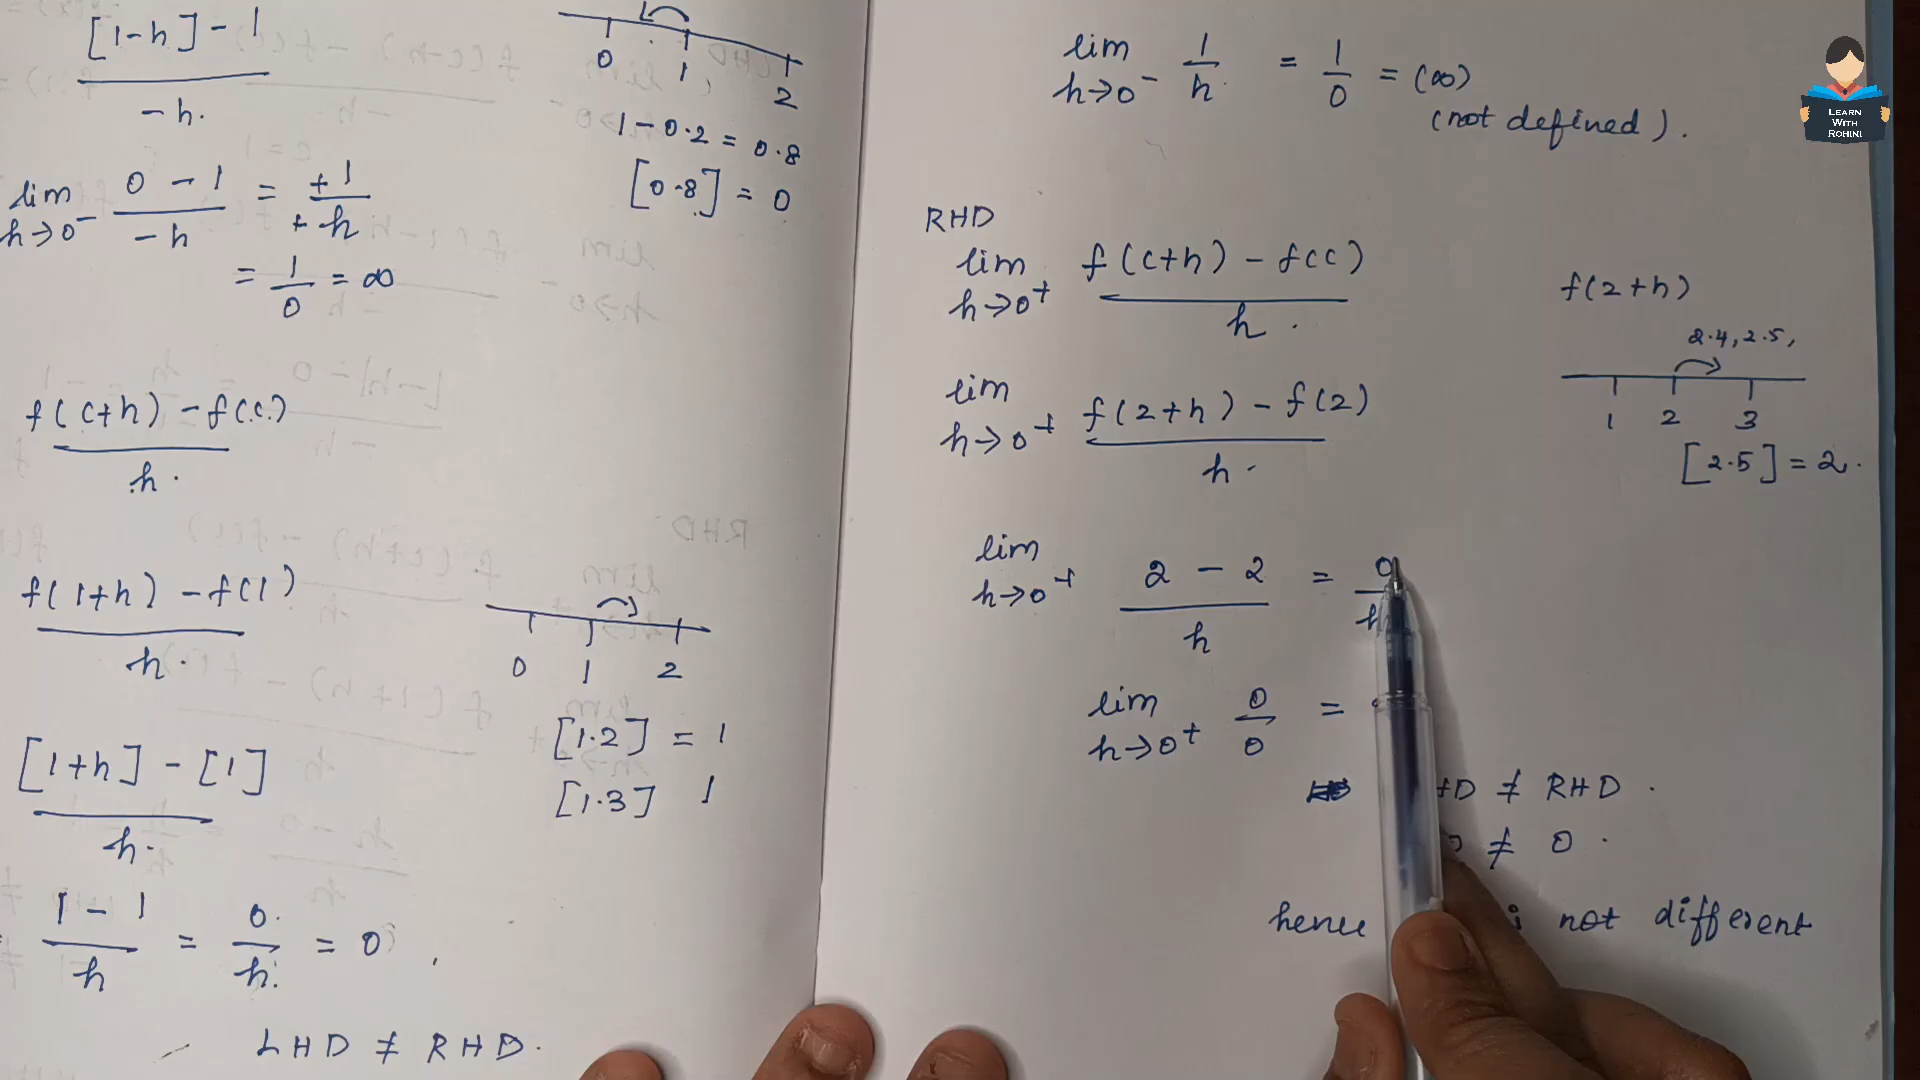 [1-h] - 1
-h.
0 1 2
1 - 0.2 = 0.8
[0.8] = 0
lim h→0⁻ 0 - 1 / -h = +1 / +h
= 1/0 = ∞
f(c+h) - f(c)
h.
f(1+h) - f(1)
h.
0 1 2
[1.2] = 1
[1.3] 1
[1+h] - [1]
h.
1 - 1 / h = 0 / h = 0
LHD ≠ RHD.
lim h→0⁻ 1/h = 1/0 = (∞)
(not defined).
RHD
lim h→0⁺ f(c+h) - f(c) / h.
lim h→0⁺ f(2+h) - f(2) / h.
f(2+h)
2.4, 2.5,
1 2 3
[2.5] = 2.
lim h→0⁺ 2 - 2 / h = 0 / h
lim h→0⁺ 0/0 =
≠ RHD.
≠ 0.
hence not different
LEARN
WITH
ROHINI